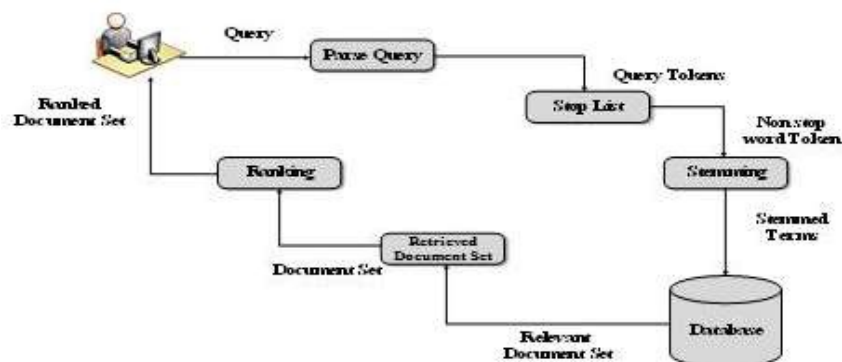 Query
Parse Query
Query Tokens
Stop List
Non stop
word Token
Stemming
Stemmed
Terms
Database
Relevant
Document Set
Retrieved
Document Set
Document Set
Ranking
Ranked
Document Set